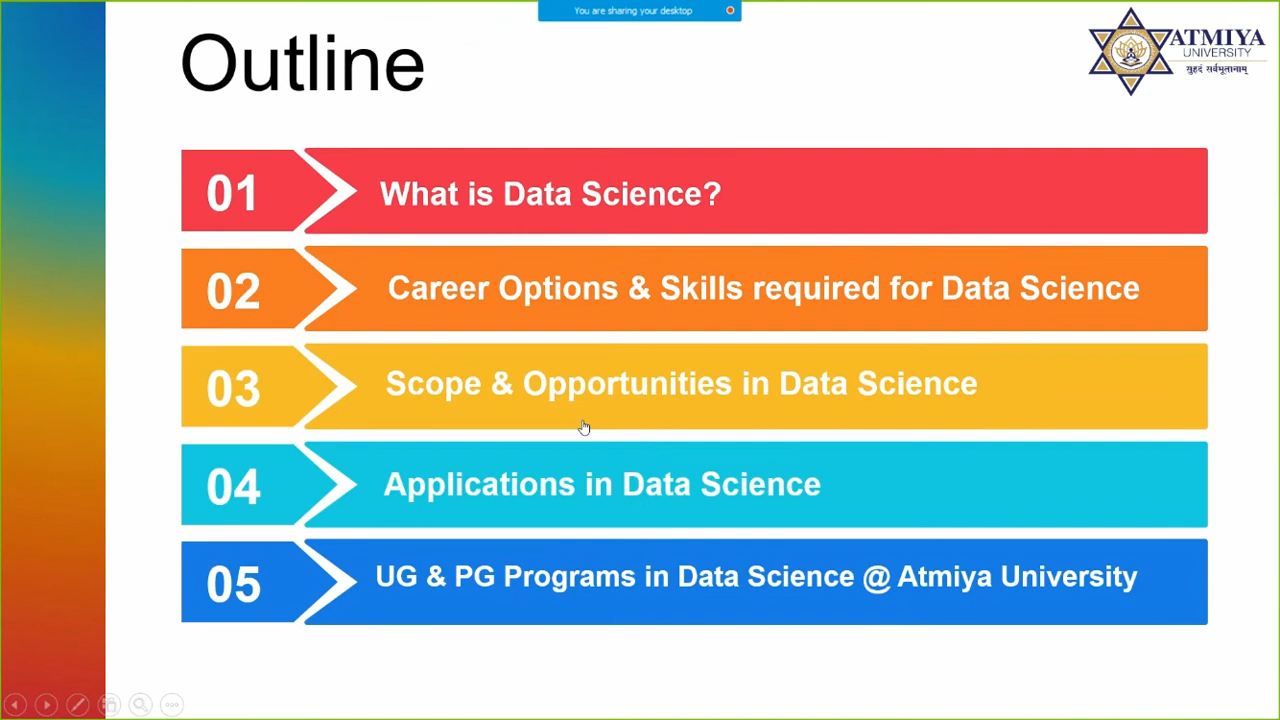 You are sharing your desktop
Outline
ATMIYA
UNIVERSITY
सुहृदं सर्वभूतानाम्
01
What is Data Science?
02
Career Options & Skills required for Data Science
03
Scope & Opportunities in Data Science
04
Applications in Data Science
05
UG & PG Programs in Data Science @ Atmiya University